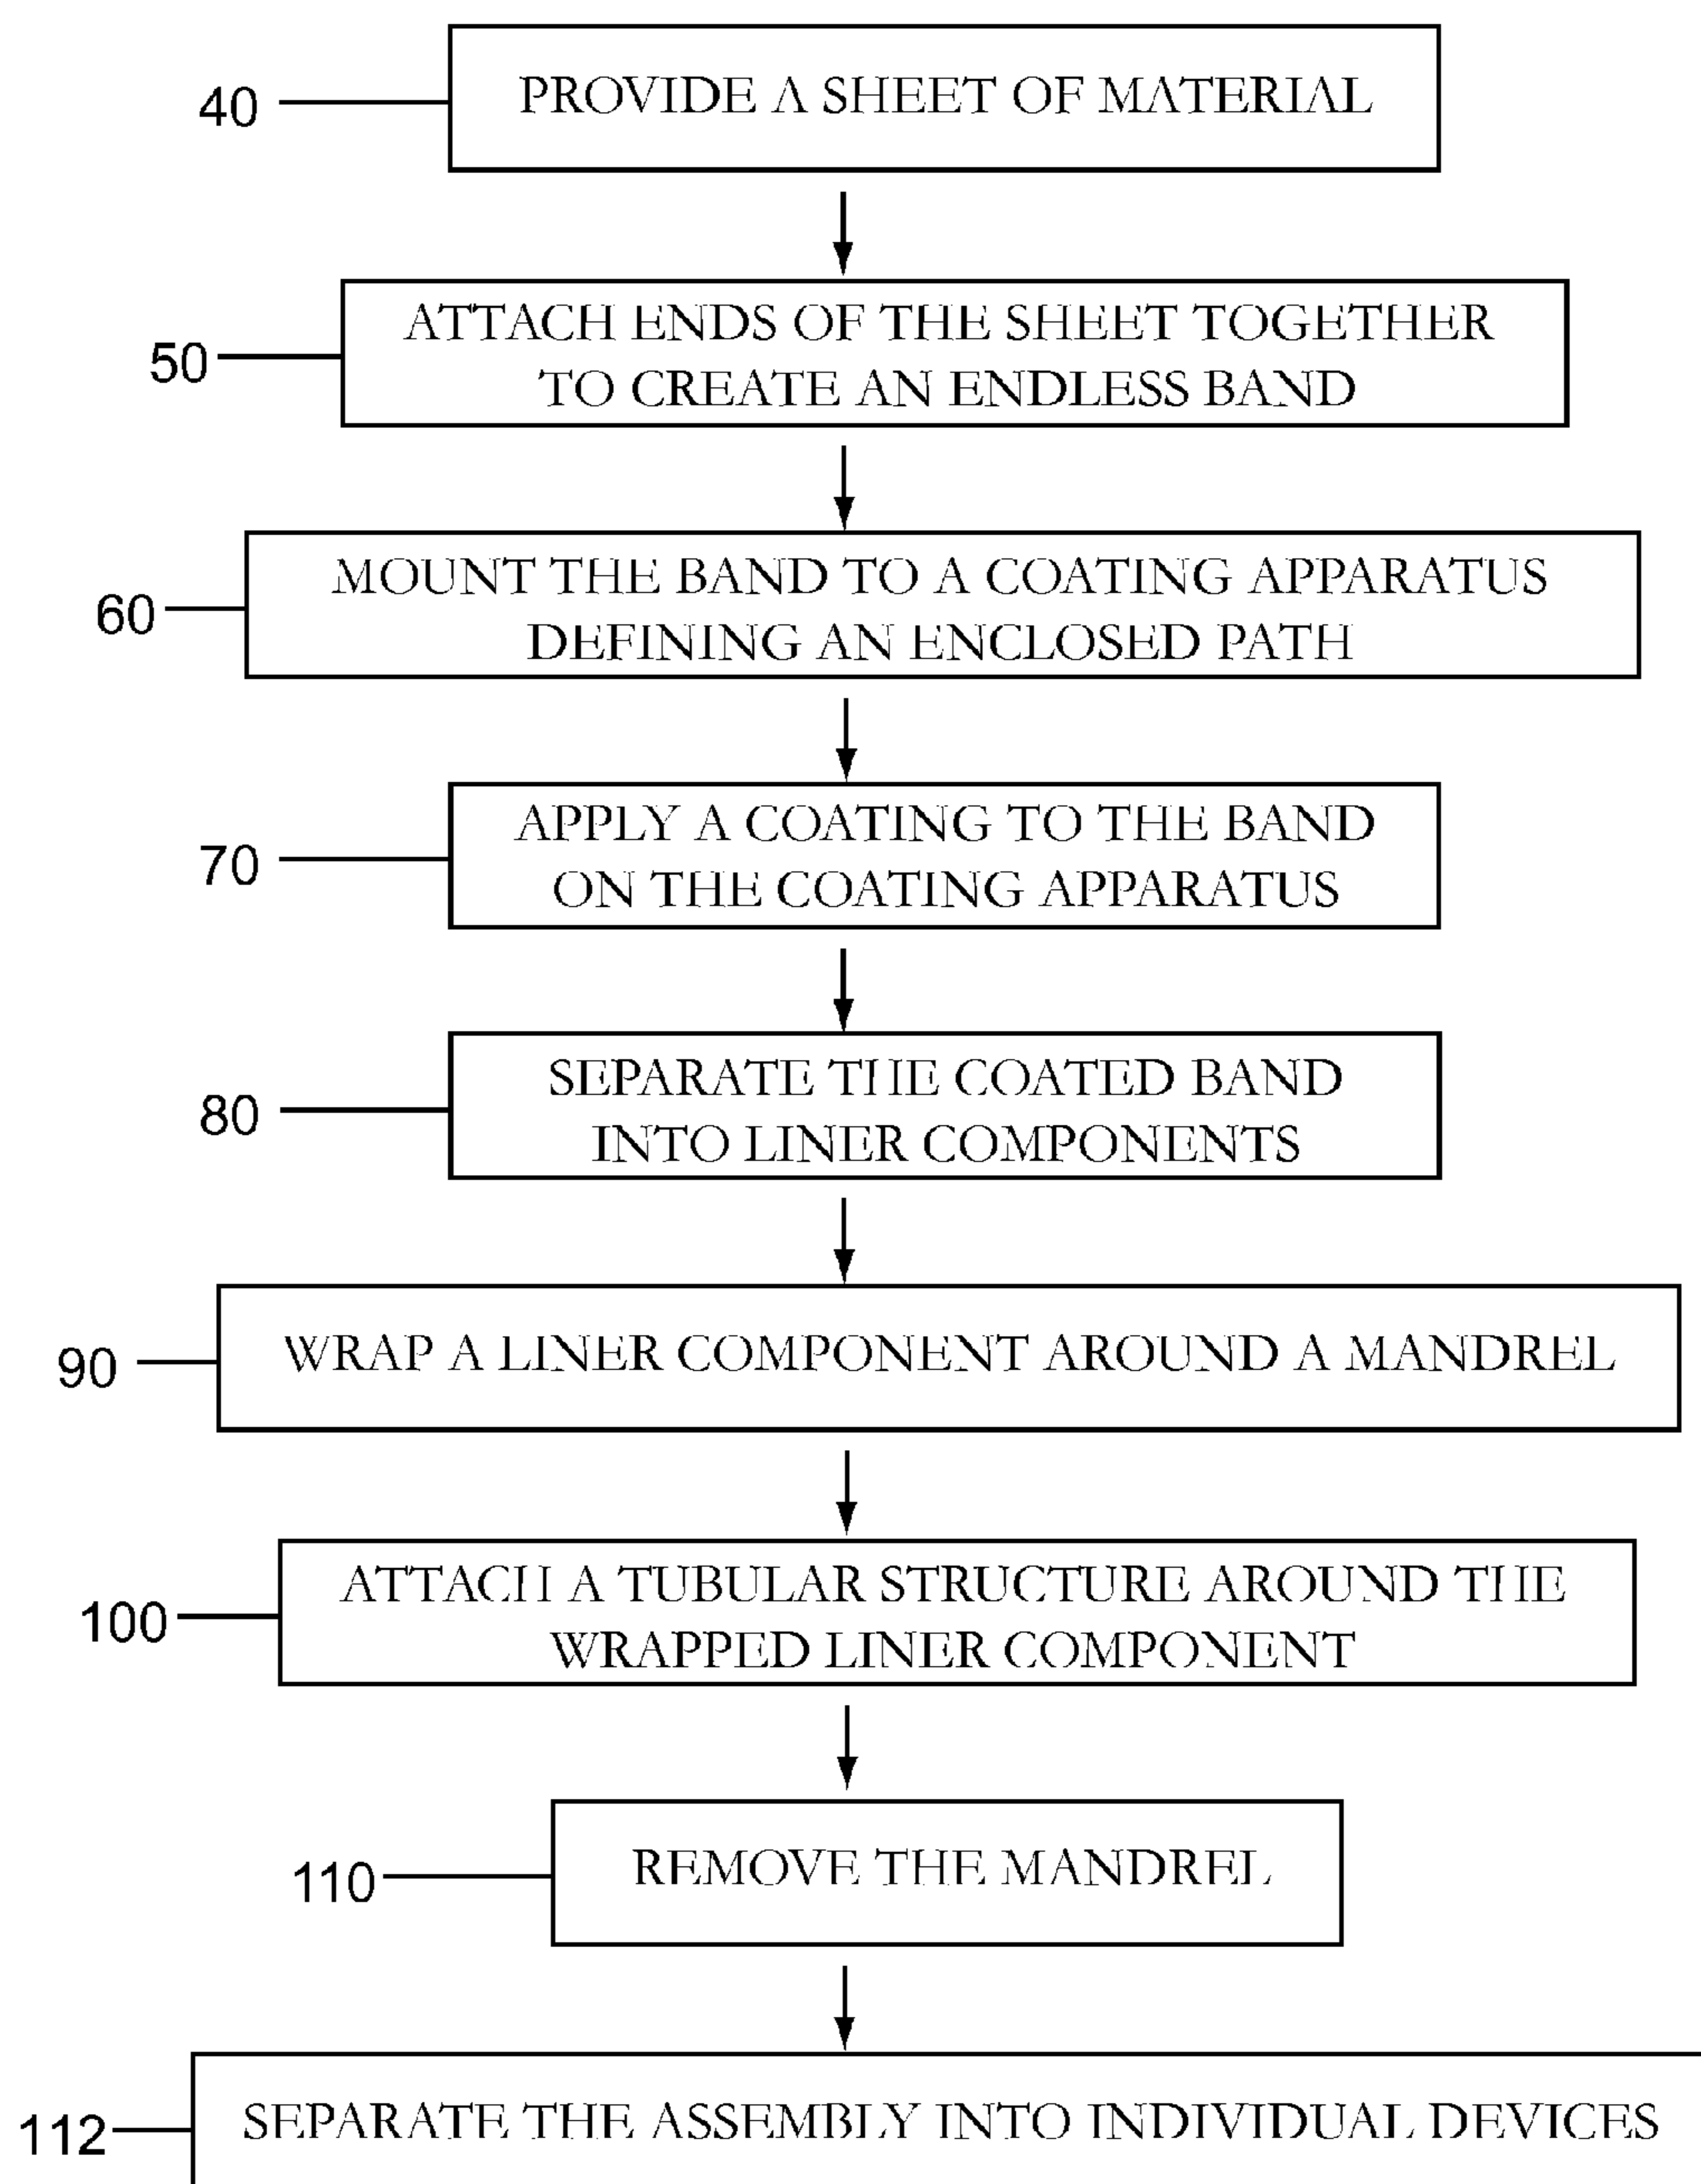 40
PROVIDE A SHEET OF MATERIAL
50
ATTACH ENDS OF THE SHEET TOGETHER
TO CREATE AN ENDLESS BAND
60
MOUNT THE BAND TO A COATING APPARATUS
DEFINING AN ENCLOSED PATH
70
APPLY A COATING TO THE BAND
ON THE COATING APPARATUS
80
SEPARATE THE COATED BAND
INTO LINER COMPONENTS
90
WRAP A LINER COMPONENT AROUND A MANDREL
100
ATTACH A TUBULAR STRUCTURE AROUND THE
WRAPPED LINER COMPONENT
110
REMOVE THE MANDREL
112
SEPARATE THE ASSEMBLY INTO INDIVIDUAL DEVICES